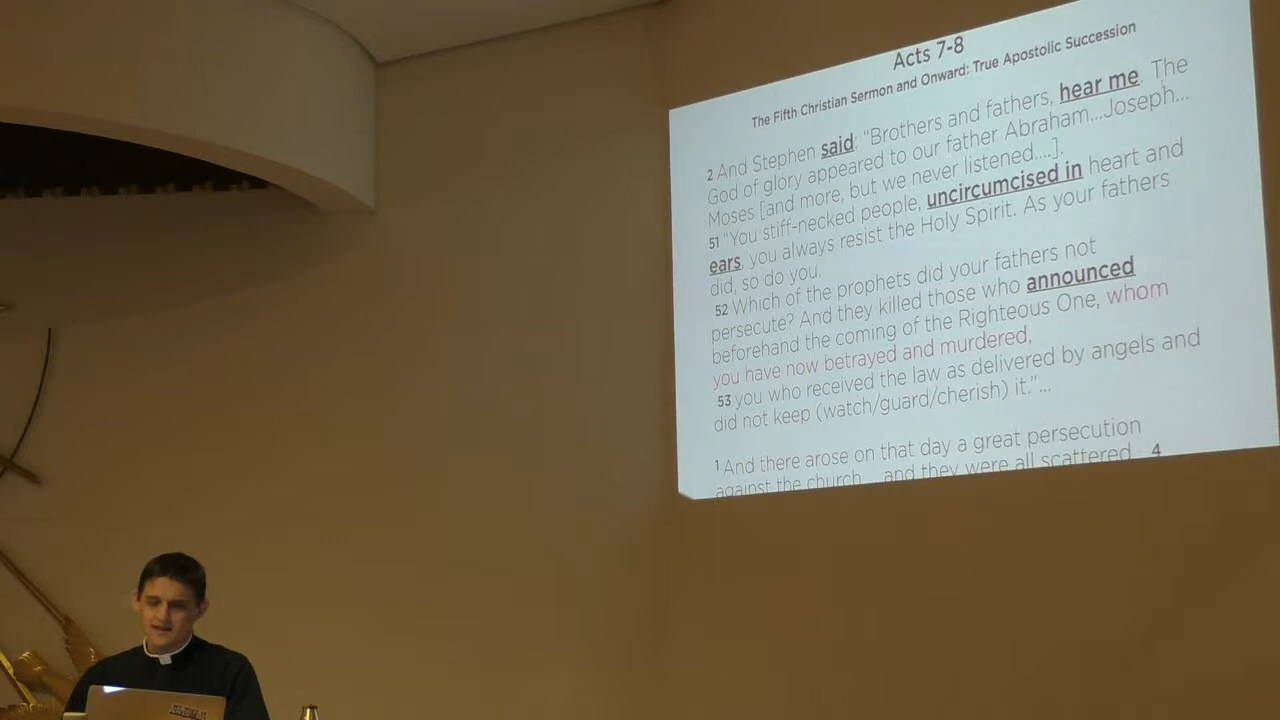 Acts 7-8
The Fifth Christian Sermon and Onward: True Apostolic Succession
2 And Stephen said: "Brothers and fathers, hear me. The
God of glory appeared to our father Abraham...Joseph...
Moses [and more, but we never listened....].
51 "You stiff-necked people, uncircumcised in heart and
ears, you always resist the Holy Spirit. As your fathers
did, so do you.
52 Which of the prophets did your fathers not
persecute? And they killed those who announced
beforehand the coming of the Righteous One, whom
you have now betrayed and murdered,
53 you who received the law as delivered by angels and
did not keep (watch/guard/cherish) it."...
1 And there arose on that day a great persecution
against the church... and they were all scattered... 4